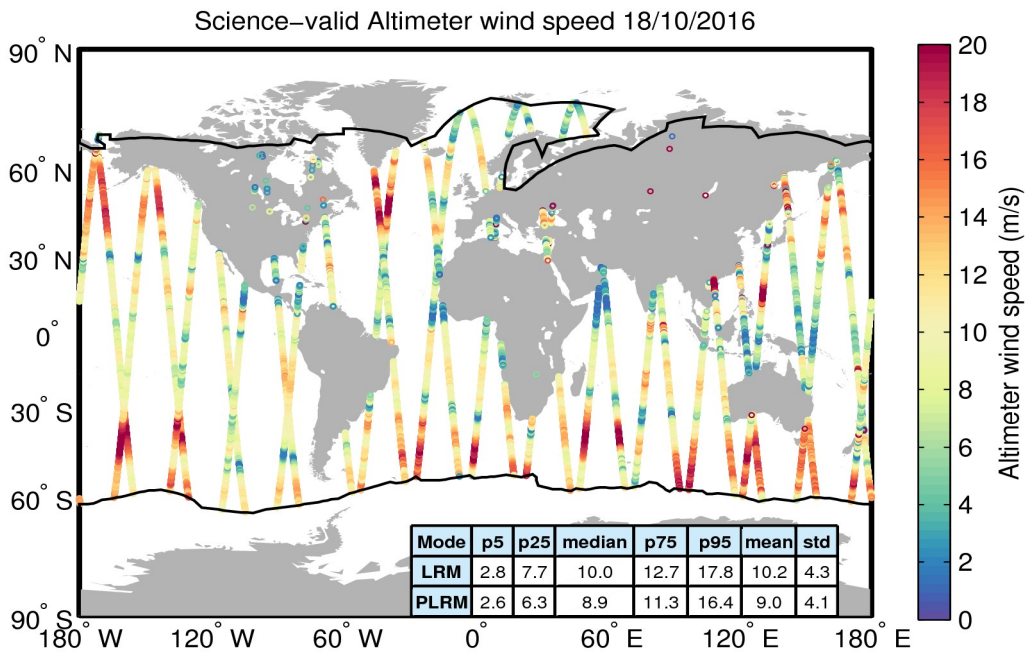 Science-valid Altimeter wind speed 18/10/2016
90° N
60° N
30° N
0°
30° S
60° S
90° S
180° W
120° W
60° W
0°
60° E
120° E
180° E
Mode p5 p25 median p75 p95 mean std
LRM 2.8 7.7 10.0 12.7 17.8 10.2 4.3
PLRM 2.6 6.3 8.9 11.3 16.4 9.0 4.1
20
18
16
14
12
10
8
6
4
2
0
Altimeter wind speed (m/s)